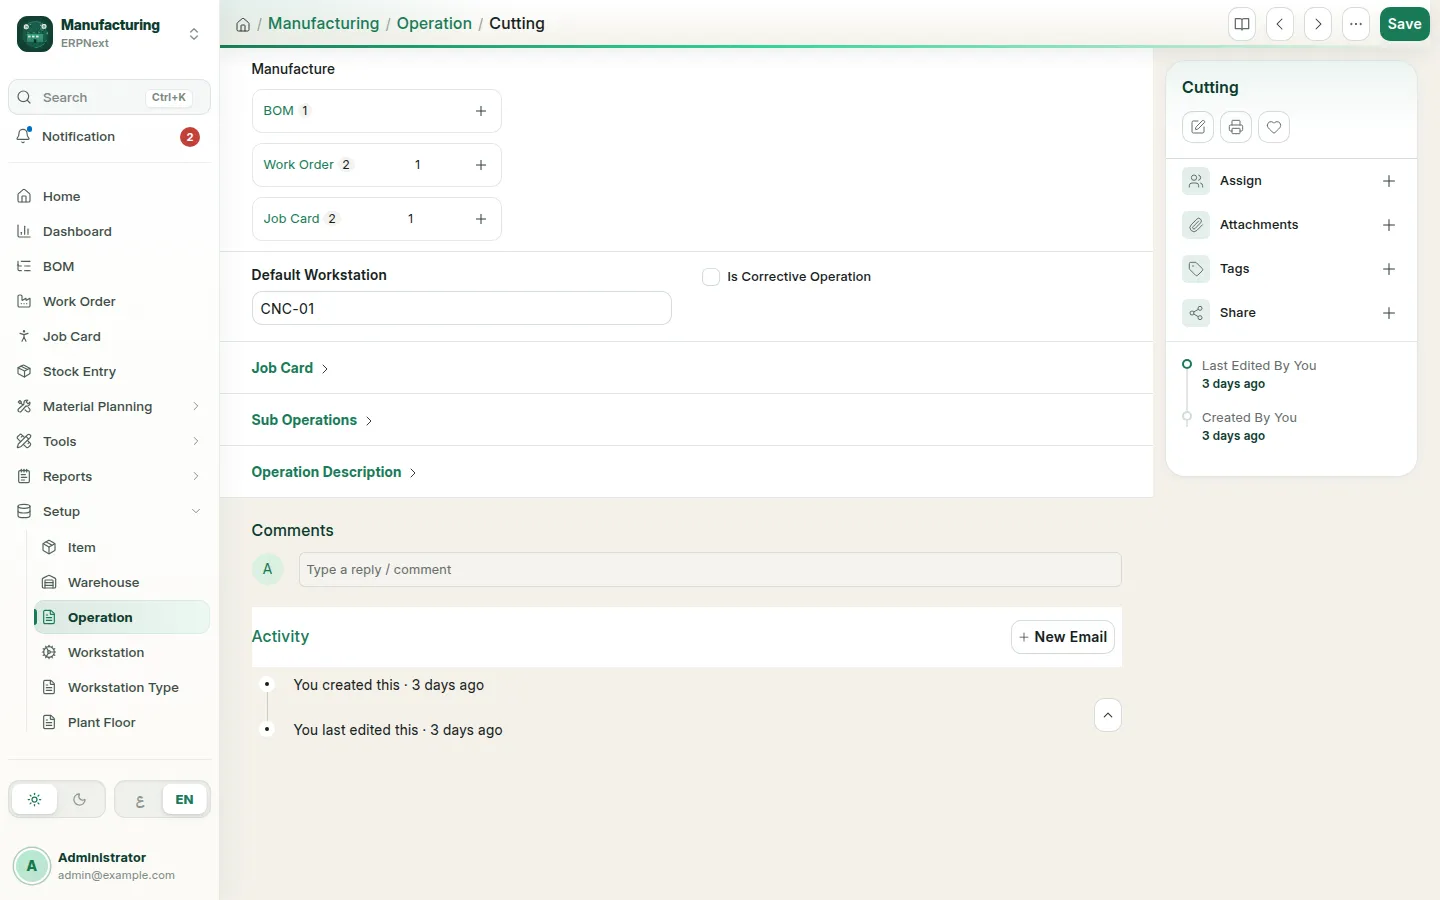 Manufacturing
ERPNext
Search
Ctrl+K
Notification
2
Home
Dashboard
BOM
Work Order
Job Card
Stock Entry
Material Planning
Tools
Reports
Setup
Item
Warehouse
Operation
Workstation
Workstation Type
Plant Floor
ع
EN
A
Administrator
admin@example.com
/ Manufacturing / Operation / Cutting
Save
Manufacture
BOM 1
Work Order 2 1
Job Card 2 1
Default Workstation
CNC-01
Is Corrective Operation
Job Card
Sub Operations
Operation Description
Comments
A
Type a reply / comment
Activity
New Email
You created this · 3 days ago
You last edited this · 3 days ago
Cutting
Assign
Attachments
Tags
Share
Last Edited By You
3 days ago
Created By You
3 days ago